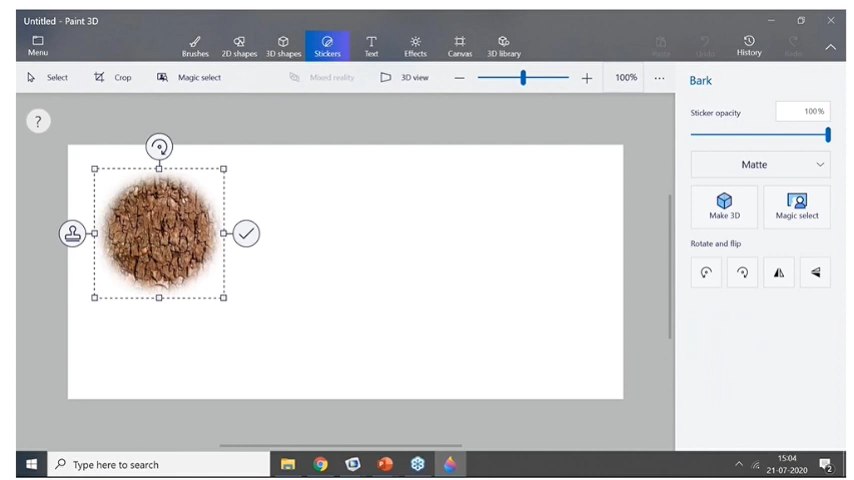 Untitled - Paint 3D
Menu
Brushes 2D shapes 3D shapes Stickers Text Effects Canvas 3D library Paste Undo History Redo
Select Crop Magic select Mixed reality 3D view 100% ...
Bark
?
Sticker opacity 100%
Matte
Make 3D Magic select
Rotate and flip
Type here to search
15:04
21-07-2020
2